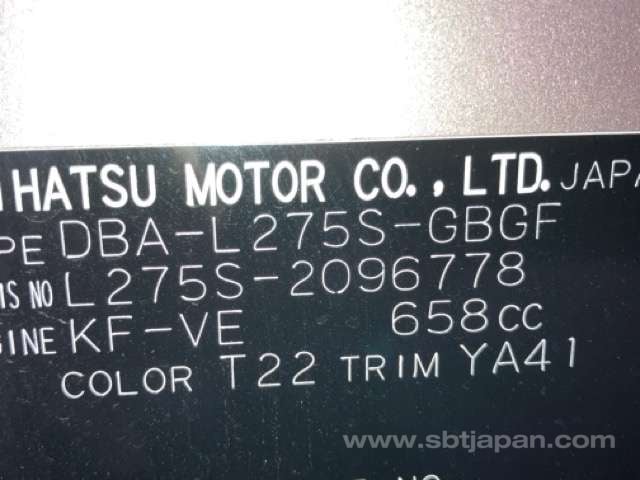 IHATSU MOTOR CO., LTD. JAPA
PE DBA-L275S-GBGF
IS NO L275S-2096778
GINE KF-VE 658CC
COLOR T22 TRIM YA41
www.sbtjapan.com